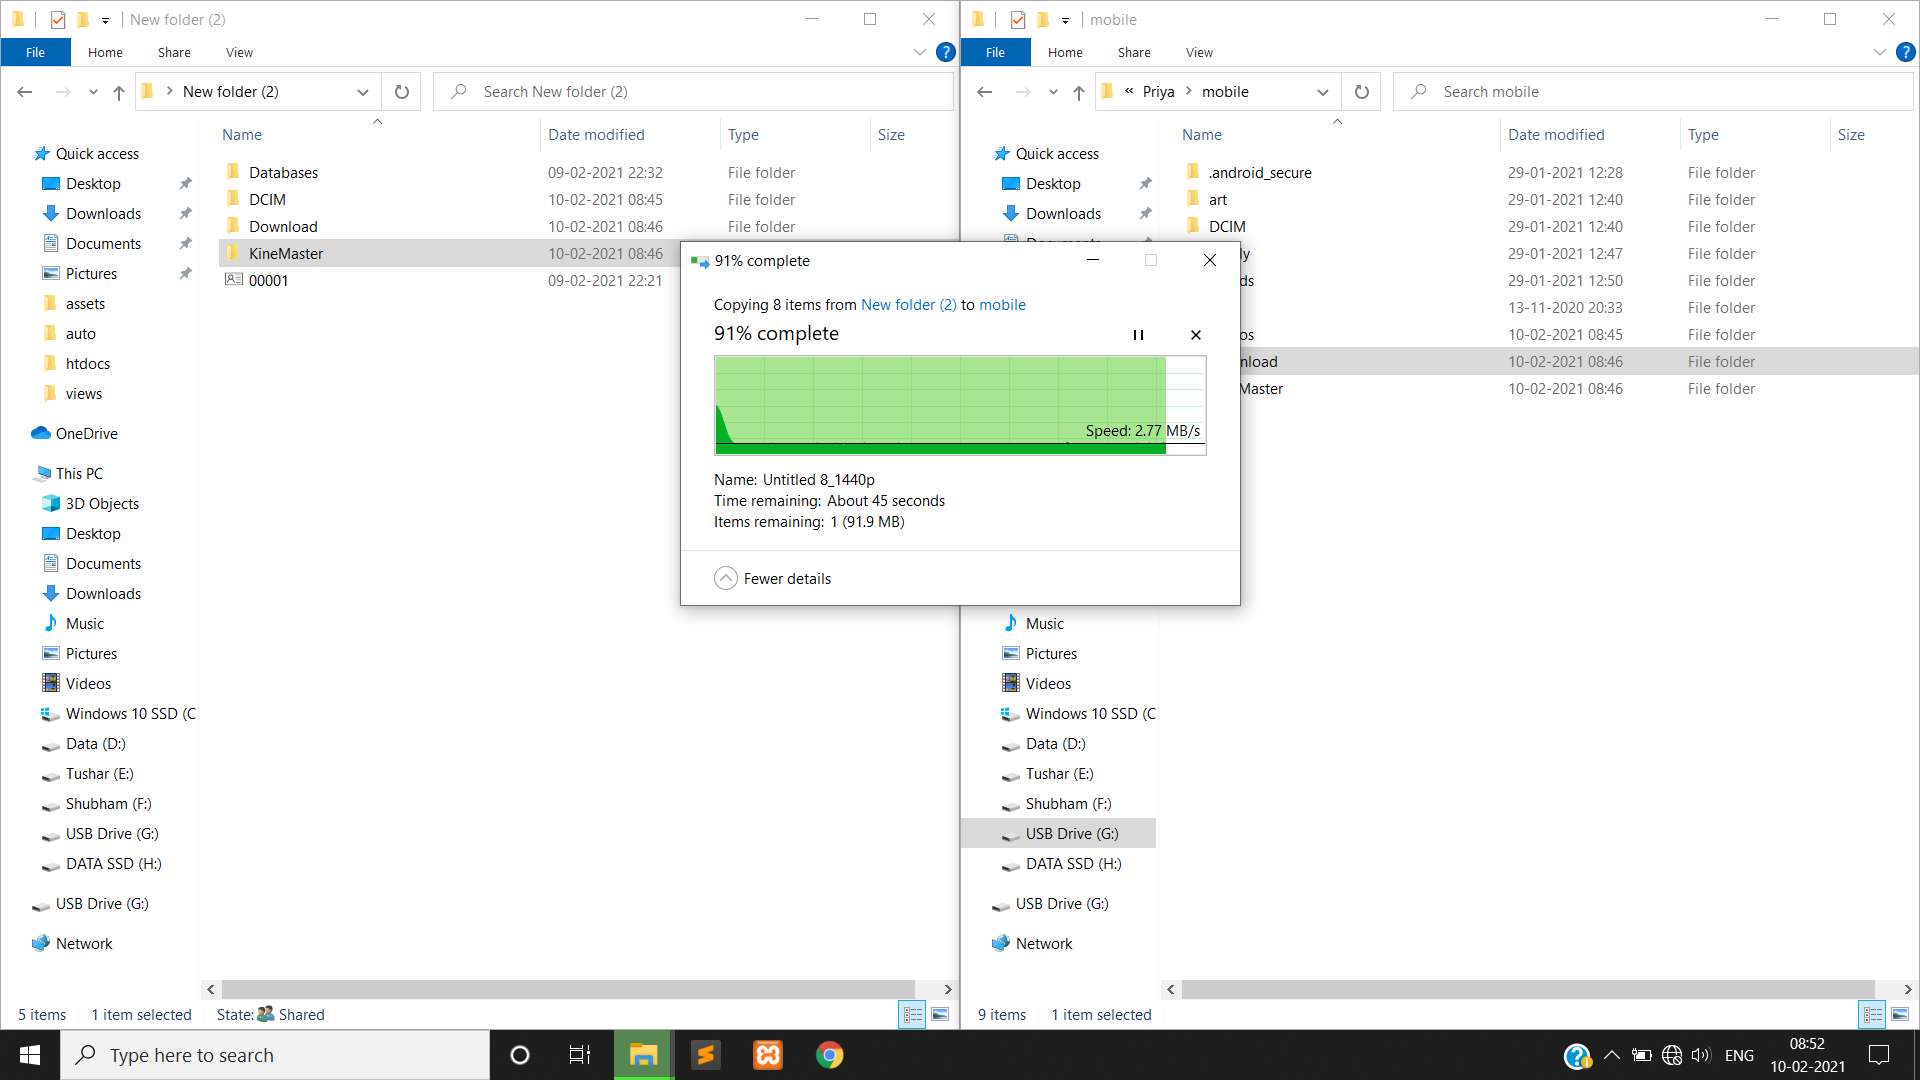 New folder (2)
File Home Share View
New folder (2)
Search New folder (2)
Name Date modified Type Size
Quick access
Desktop
Downloads
Documents
Pictures
assets
auto
htdocs
views
OneDrive
This PC
3D Objects
Desktop
Documents
Downloads
Music
Pictures
Videos
Windows 10 SSD (C
Data (D:)
Tushar (E:)
Shubham (F:)
USB Drive (G:)
DATA SSD (H:)
USB Drive (G:)
Network
Databases 09-02-2021 22:32 File folder
DCIM 10-02-2021 08:45 File folder
Download 10-02-2021 08:46 File folder
KineMaster 10-02-2021 08:46
00001 09-02-2021 22:21
5 items 1 item selected State: Shared
91% complete
Copying 8 items from New folder (2) to mobile
91% complete
Speed: 2.77 MB/s
Name: Untitled 8_1440p
Time remaining: About 45 seconds
Items remaining: 1 (91.9 MB)
Fewer details
mobile
File Home Share View
« Priya mobile
Search mobile
Name Date modified Type Size
Quick access
Desktop
Downloads
Music
Pictures
Videos
Windows 10 SSD (C
Data (D:)
Tushar (E:)
Shubham (F:)
USB Drive (G:)
DATA SSD (H:)
USB Drive (G:)
Network
.android_secure 29-01-2021 12:28 File folder
art 29-01-2021 12:40 File folder
DCIM 29-01-2021 12:40 File folder
ly 29-01-2021 12:47 File folder
ds 29-01-2021 12:50 File folder
13-11-2020 20:33 File folder
os 10-02-2021 08:45 File folder
nload 10-02-2021 08:46 File folder
Master 10-02-2021 08:46 File folder
9 items 1 item selected
Type here to search
ENG
08:52
10-02-2021